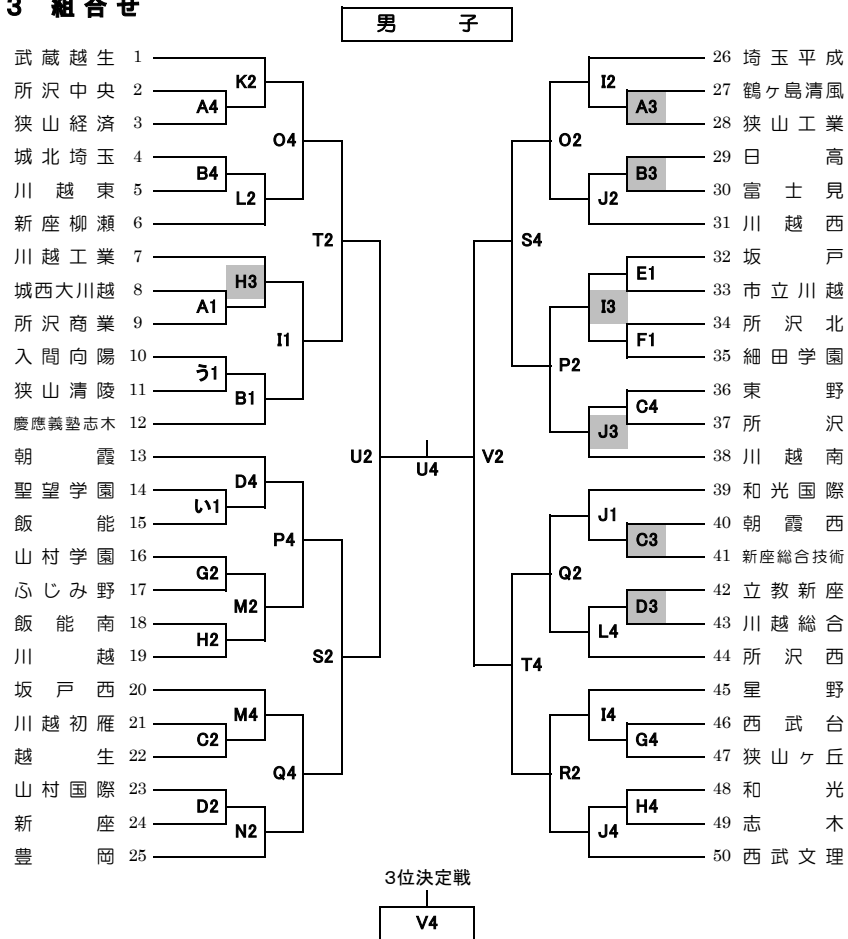 3 組合せ
男 子
武蔵越生 1
所沢中央 2
狭山経済 3
城北埼玉 4
川越東 5
新座柳瀬 6
川越工業 7
城西大川越 8
所沢商業 9
入間向陽 10
狭山清陵 11
慶應義塾志木 12
朝霞 13
聖望学園 14
飯能 15
山村学園 16
ふじみ野 17
飯能南 18
川越 19
坂戸西 20
川越初雁 21
越生 22
山村国際 23
新座 24
豊岡 25
K2
A4
O4
B4
L2
T2
H3
A1
I1
う1
B1
U2
D4
い1
P4
G2
M2
H2
S2
M4
C2
Q4
D2
N2
U4
V2
I2
A3
O2
B3
J2
S4
E1
I3
F1
P2
C4
J3
J1
C3
Q2
D3
L4
T4
I4
G4
R2
H4
J4
26 埼玉平成
27 鶴ヶ島清風
28 狭山工業
29 日高
30 富士見
31 川越西
32 坂戸
33 市立川越
34 所沢北
35 細田学園
36 東野
37 所沢
38 川越南
39 和光国際
40 朝霞西
41 新座総合技術
42 立教新座
43 川越総合
44 所沢西
45 星野
46 西武台
47 狭山ヶ丘
48 和光
49 志木
50 西武文理
3位決定戦
V4